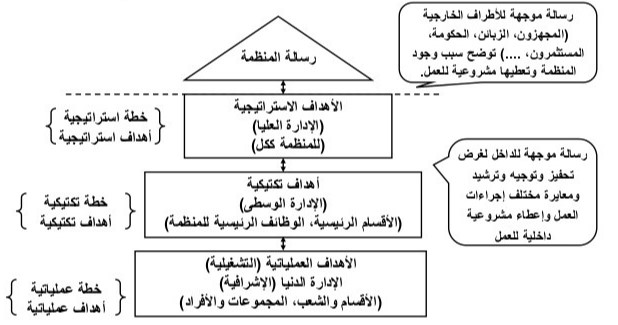 رسالة موجهة للأطراف الخارجية
(المجهزون، الزبائن، الحكومة،
المستثمرون، ....) توضح سبب وجود
المنظمة وتعطيها مشروعية للعمل.
رسالة المنظمة
الأهداف الاستراتيجية
(الإدارة العليا)
(للمنظمة ككل)
خطة استراتيجية
أهداف استراتيجية
رسالة موجهة للداخل لغرض
تحفيز وتوجيه وترشيد
ومعايرة مختلف إجراءات
العمل وإعطاء مشروعية
داخلية للعمل
أهداف تكتيكية
(الإدارة الوسطى)
(الأقسام الرئيسية، الوظائف الرئيسية للمنظمة)
خطة تكتيكية
أهداف تكتيكية
الأهداف العملياتية (التشغيلية)
الإدارة الدنيا (الإشرافية)
(الأقسام والشعب، المجموعات والأفراد)
خطة عملياتية
أهداف عملياتية